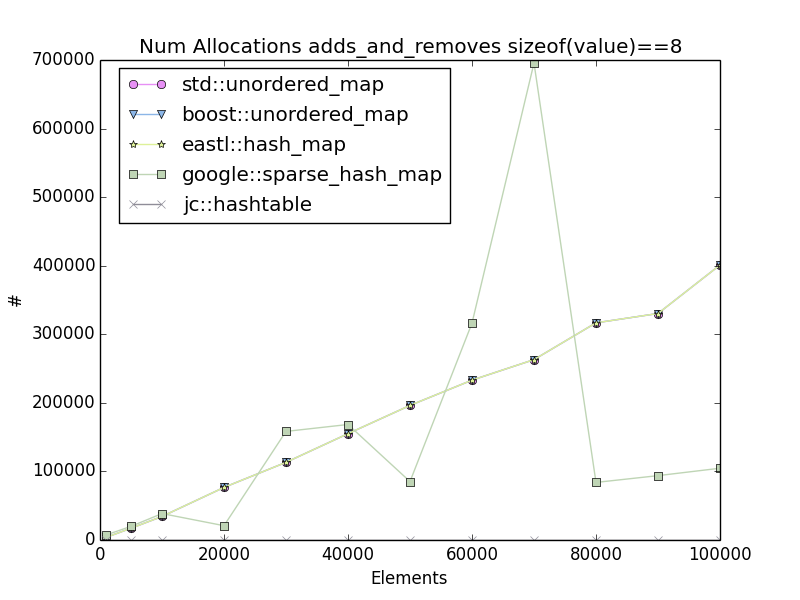 Num Allocations adds_and_removes sizeof(value)==8
700000
600000
500000
400000
300000
200000
100000
0
#
std::unordered_map
boost::unordered_map
eastl::hash_map
google::sparse_hash_map
jc::hashtable
0 20000 40000 60000 80000 100000
Elements